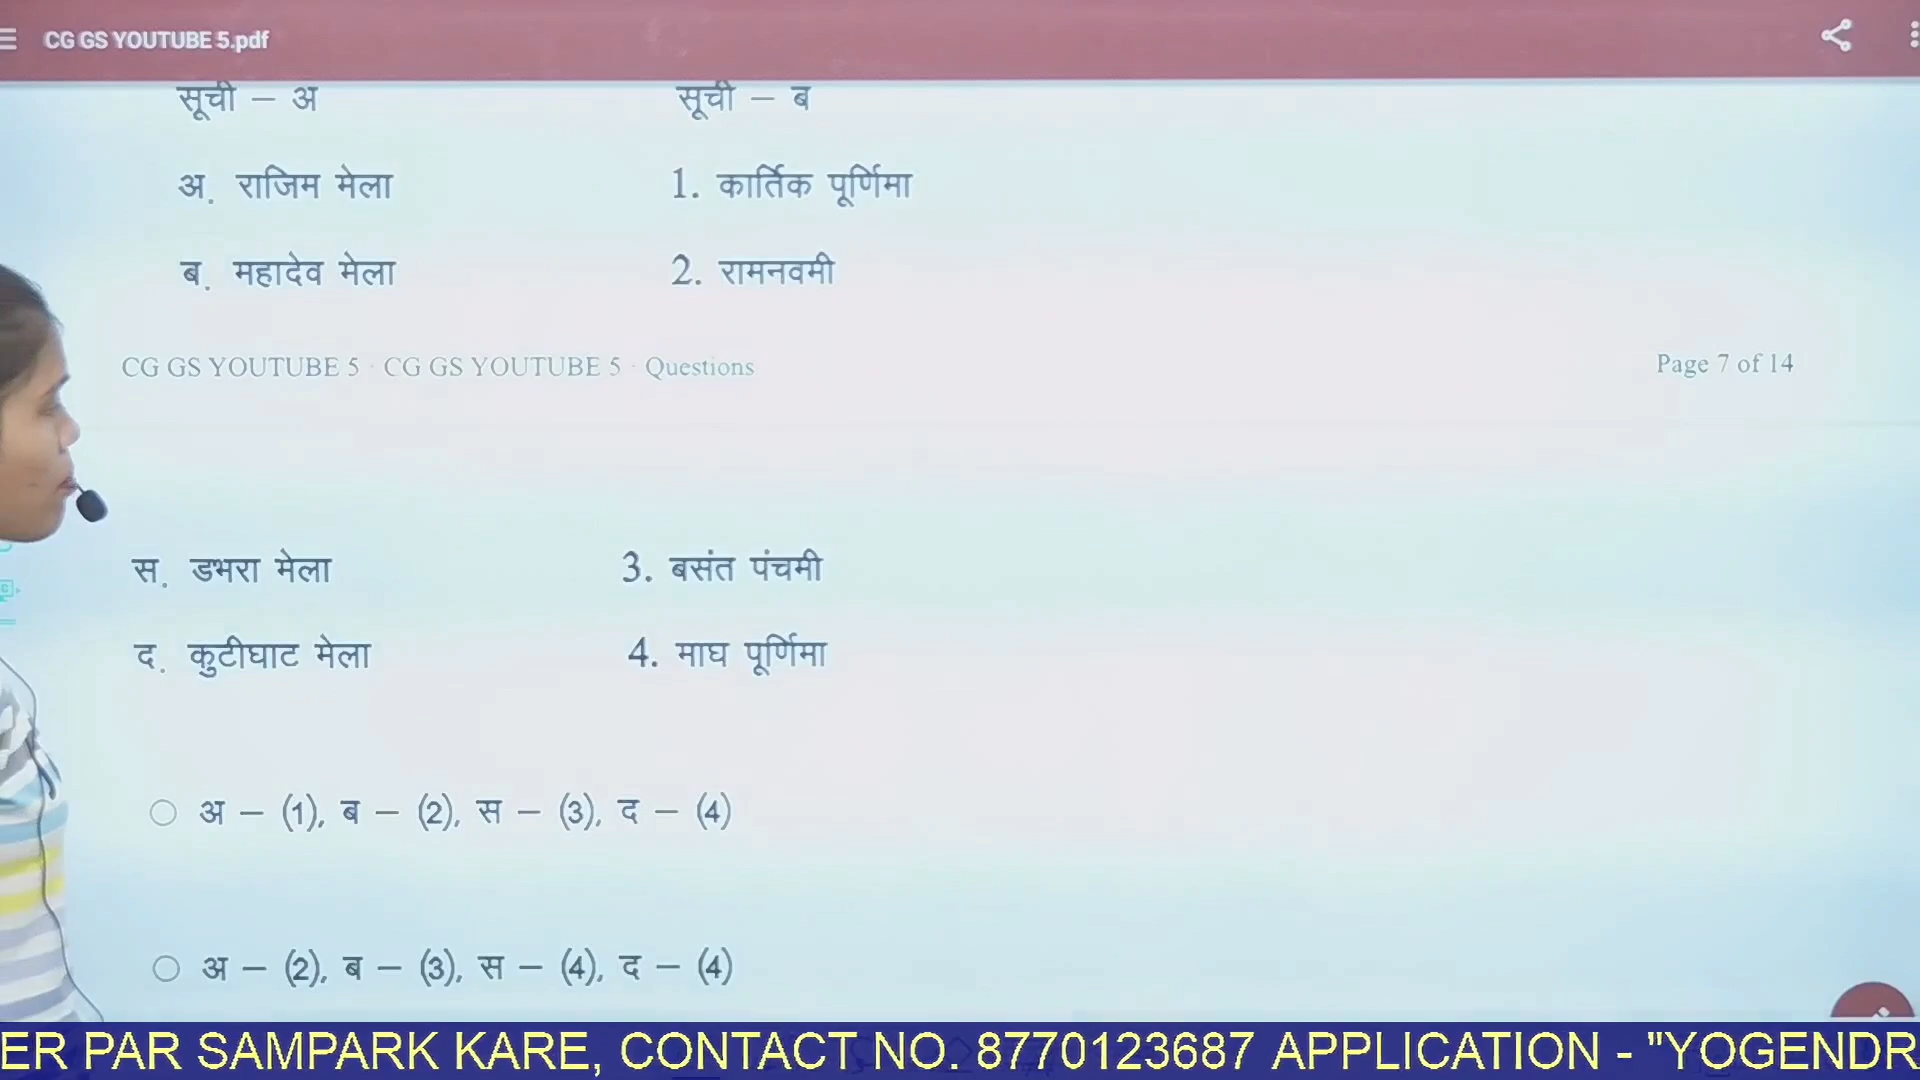 CG GS YOUTUBE 5.pdf
सूची – अ सूची – ब
अ. राजिम मेला 1. कार्तिक पूर्णिमा
ब. महादेव मेला 2. रामनवमी
CG GS YOUTUBE 5 · CG GS YOUTUBE 5 · Questions Page 7 of 14
स. डभरा मेला 3. बसंत पंचमी
द. कुटीघाट मेला 4. माघ पूर्णिमा
अ – (1), ब – (2), स – (3), द – (4)
अ – (2), ब – (3), स – (4), द – (4)
ER PAR SAMPARK KARE, CONTACT NO. 8770123687 APPLICATION - "YOGENDR